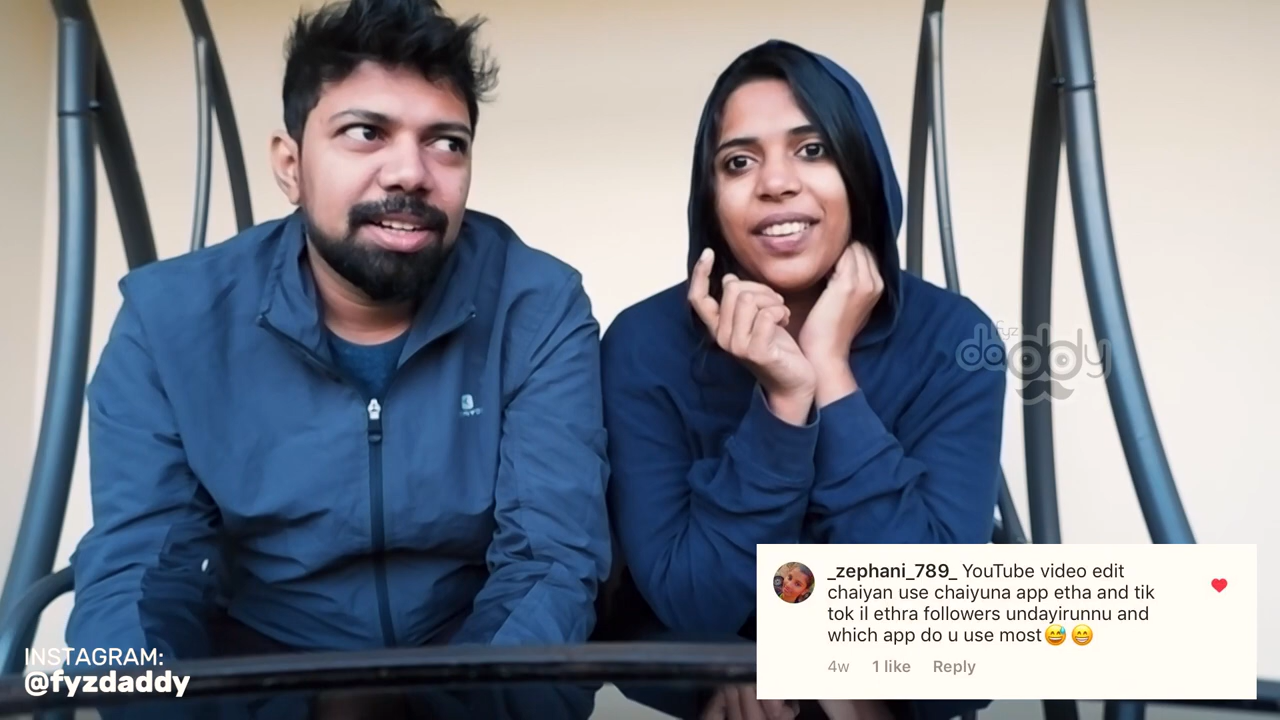 fyz
daddy
INSTAGRAM:
@fyzdaddy
_zephani_789_ YouTube video edit
chaiyan use chaiyuna app etha and tik
tok il ethra followers undayirunnu and
which app do u use most😅😁
4w 1 like Reply